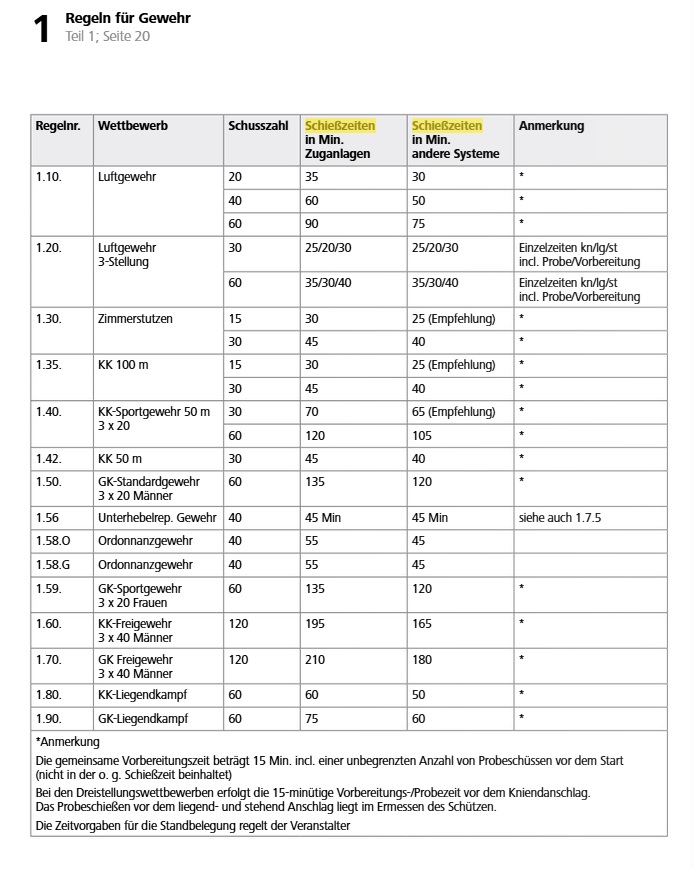 1 Regeln für Gewehr
Teil 1; Seite 20
Regelnr. Wettbewerb Schusszahl Schießzeiten Schießzeiten Anmerkung
in Min. in Min.
Zuganlagen andere Systeme
1.10. Luftgewehr 20 35 30 *
40 60 50 *
60 90 75 *
1.20. Luftgewehr 30 25/20/30 25/20/30 Einzelzeiten kn/lg/st
3-Stellung incl. Probe/Vorbereitung
60 35/30/40 35/30/40 Einzelzeiten kn/lg/st
incl. Probe/Vorbereitung
1.30. Zimmerstutzen 15 30 25 (Empfehlung) *
30 45 40 *
1.35. KK 100 m 15 30 25 (Empfehlung) *
30 45 40 *
1.40. KK-Sportgewehr 50 m 30 70 65 (Empfehlung) *
3 x 20
60 120 105 *
1.42. KK 50 m 30 45 40 *
1.50. GK-Standardgewehr 60 135 120 *
3 x 20 Männer
1.56 Unterhebelrep. Gewehr 40 45 Min 45 Min siehe auch 1.7.5
1.58.O Ordonnanzgewehr 40 55 45
1.58.G Ordonnanzgewehr 40 55 45
1.59. GK-Sportgewehr 60 135 120 *
3 x 20 Frauen
1.60. KK-Freigewehr 120 195 165 *
3 x 40 Männer
1.70. GK Freigewehr 120 210 180 *
3 x 40 Männer
1.80. KK-Liegendkampf 60 60 50 *
1.90. GK-Liegendkampf 60 75 60 *
*Anmerkung
Die gemeinsame Vorbereitungszeit beträgt 15 Min. incl. einer unbegrenzten Anzahl von Probeschüssen vor dem Start
(nicht in der o. g. Schießzeit beinhaltet)
Bei den Dreistellungswettbewerben erfolgt die 15-minütige Vorbereitungs-/Probezeit vor dem Kniendanschlag.
Das Probeschießen vor dem liegend- und stehend Anschlag liegt im Ermessen des Schützen.
Die Zeitvorgaben für die Standbelegung regelt der Veranstalter